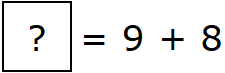 ? = 9 + 8